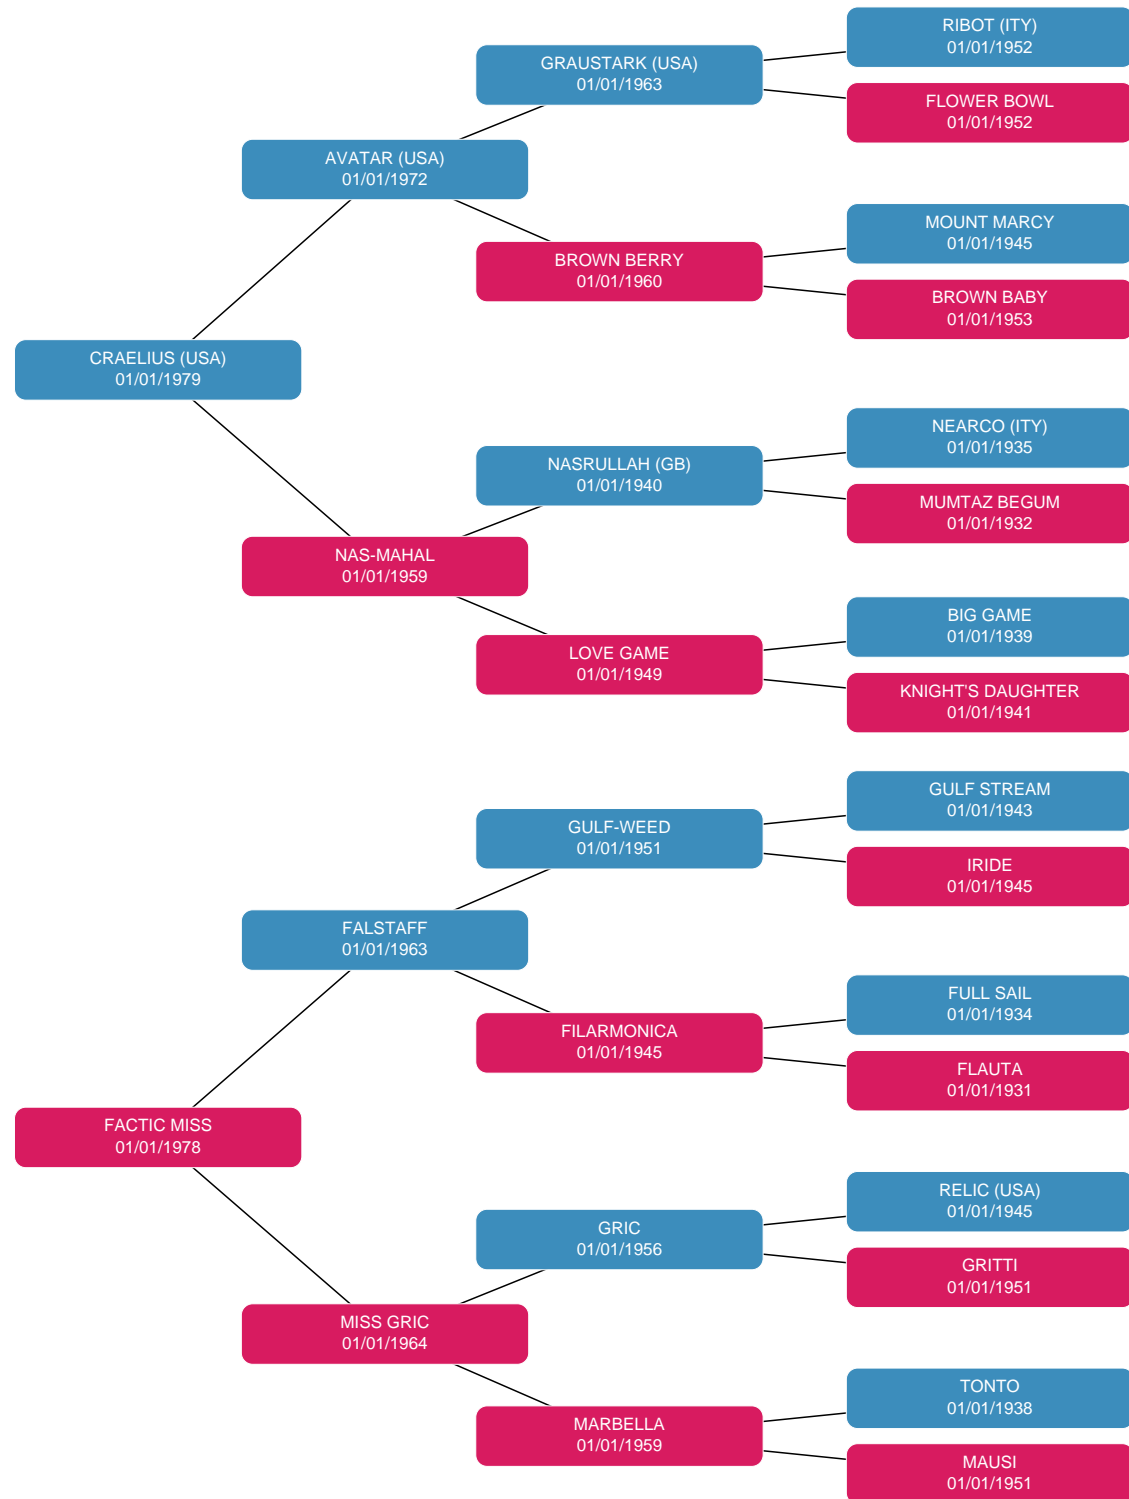 RIBOT (ITY)
01/01/1952
GRAUSTARK (USA)
01/01/1963
FLOWER BOWL
01/01/1952
AVATAR (USA)
01/01/1972
MOUNT MARCY
01/01/1945
BROWN BERRY
01/01/1960
BROWN BABY
01/01/1953
CRAELIUS (USA)
01/01/1979
NEARCO (ITY)
01/01/1935
NASRULLAH (GB)
01/01/1940
MUMTAZ BEGUM
01/01/1932
NAS-MAHAL
01/01/1959
BIG GAME
01/01/1939
LOVE GAME
01/01/1949
KNIGHT'S DAUGHTER
01/01/1941
GULF STREAM
01/01/1943
GULF-WEED
01/01/1951
IRIDE
01/01/1945
FALSTAFF
01/01/1963
FULL SAIL
01/01/1934
FILARMONICA
01/01/1945
FLAUTA
01/01/1931
FACTIC MISS
01/01/1978
RELIC (USA)
01/01/1945
GRIC
01/01/1956
GRITTI
01/01/1951
MISS GRIC
01/01/1964
TONTO
01/01/1938
MARBELLA
01/01/1959
MAUSI
01/01/1951